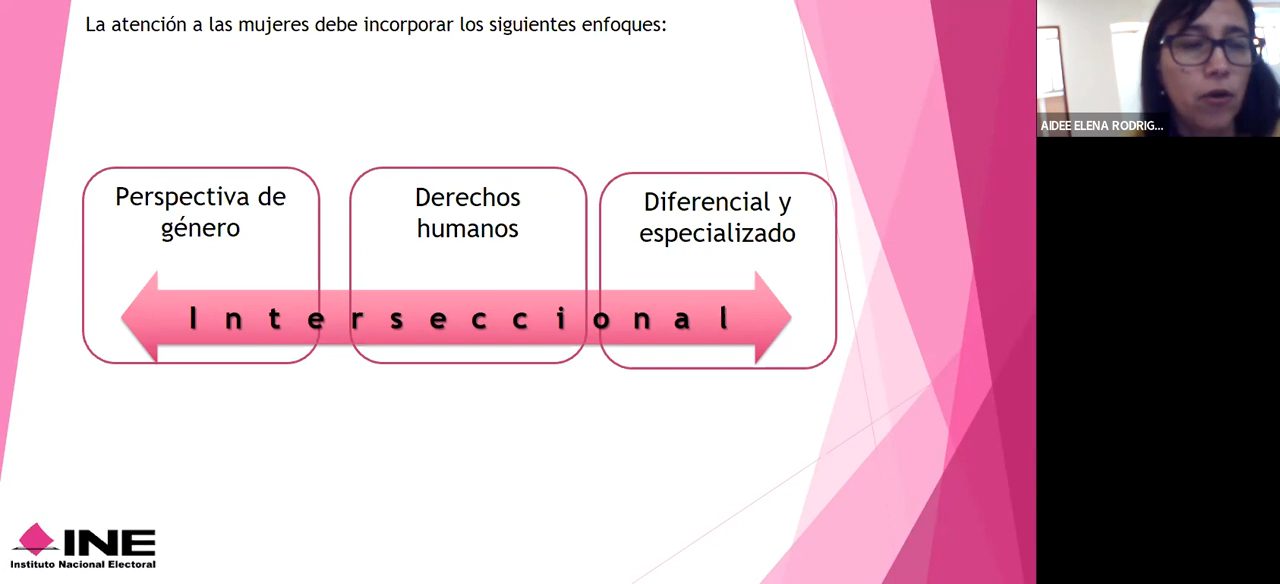 La atención a las mujeres debe incorporar los siguientes enfoques:
AIDEE ELENA RODRIG...
Perspectiva de
género
Derechos
humanos
Diferencial y
especializado
Interseccional
INE
Instituto Nacional Electoral